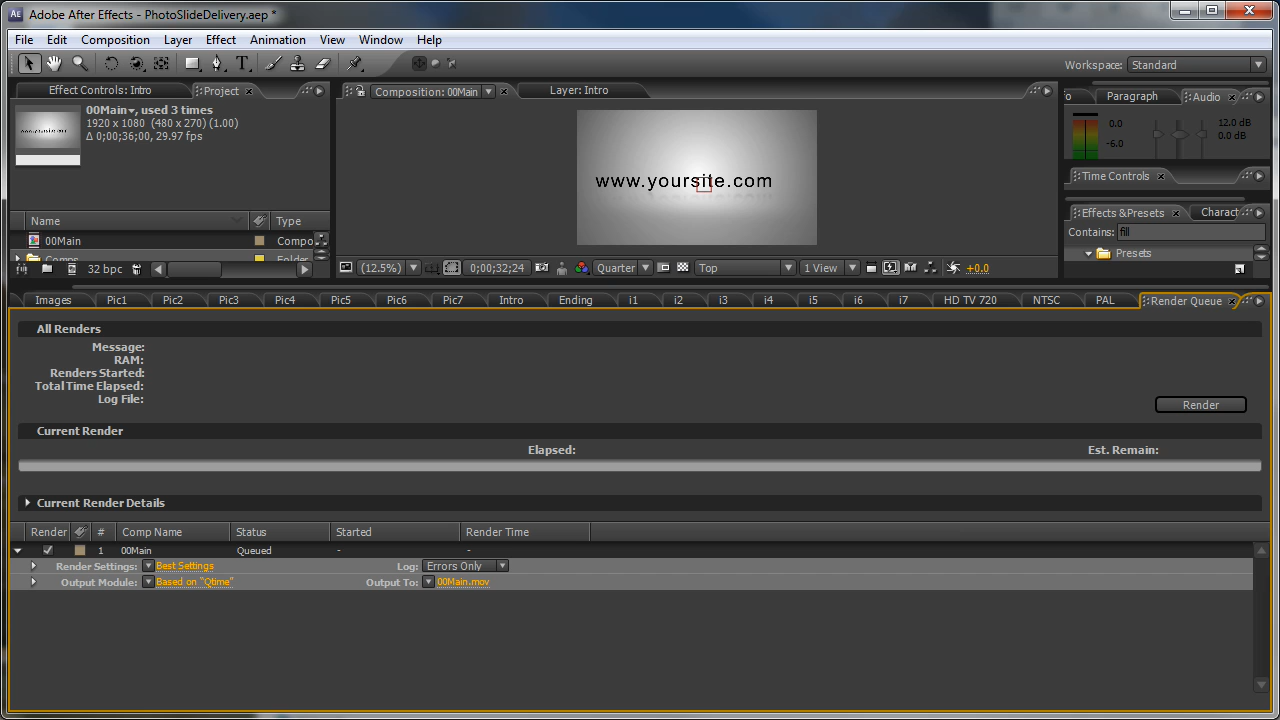 Adobe After Effects - PhotoSlideDelivery.aep *
File Edit Composition Layer Effect Animation View Window Help
Workspace: Standard
Effect Controls: Intro Project
00Main, used 3 times
1920 x 1080 (480 x 270) (1.00)
Δ 0;00;36;00, 29.97 fps
Name Type
00Main Compo
Comps Folder
32 bpc
Composition: 00Main Layer: Intro
www.yoursite.com
(12.5%) 0;00;32;24 Quarter Top 1 View +0.0
Paragraph Audio
0.0 12.0 dB
-6.0 0.0 dB
Time Controls
Effects & Presets Charact
Contains: fill
Presets
Images Pic1 Pic2 Pic3 Pic4 Pic5 Pic6 Pic7 Intro Ending i1 i2 i3 i4 i5 i6 i7 HD TV 720 NTSC PAL Render Queue
All Renders
Message:
RAM:
Renders Started:
Total Time Elapsed:
Log File:
Render
Current Render
Elapsed: Est. Remain:
Current Render Details
Render # Comp Name Status Started Render Time
1 00Main Queued - -
Render Settings: Best Settings Log: Errors Only
Output Module: Based on "Qtime" Output To: 00Main.mov